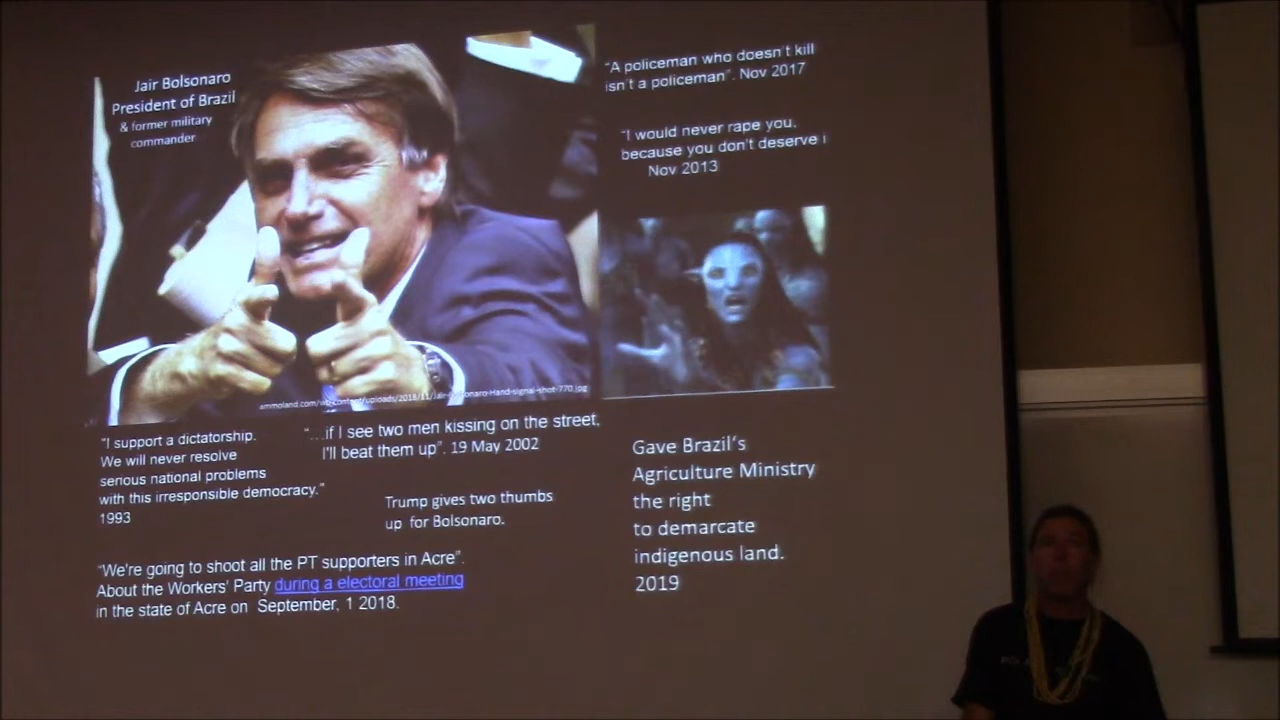 Jair Bolsonaro
President of Brazil
& former military
commander
"A policeman who doesn't kill
isn't a policeman". Nov 2017
"I would never rape you,
because you don't deserve i
Nov 2013
"I support a dictatorship.
We will never resolve
serious national problems
with this irresponsible democracy."
1993
"...if I see two men kissing on the street,
I'll beat them up". 19 May 2002
Trump gives two thumbs
up for Bolsonaro.
"We're going to shoot all the PT supporters in Acre".
About the Workers' Party during a electoral meeting
in the state of Acre on September, 1 2018.
Gave Brazil's
Agriculture Ministry
the right
to demarcate
indigenous land.
2019